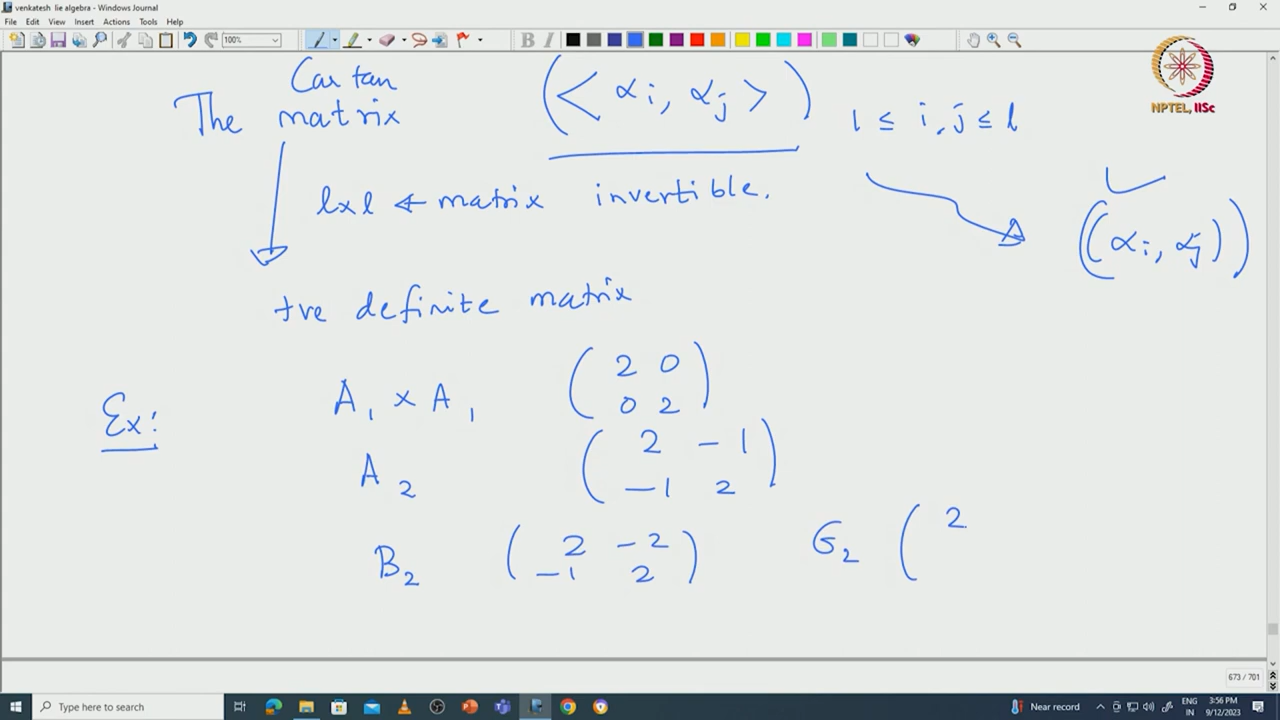 venkatesh lie algebra - Windows Journal
File Edit View Insert Actions Tools Help
100%
B I
NPTEL, IISc
The Cartan matrix (< αi, αj >) 1 ≤ i, j ≤ l
l x l ← matrix invertible.
((αi, αj))
+ve definite matrix
Ex:
A1 × A1 ( 2 0
0 2 )
A2 ( 2 -1
-1 2 )
B2 ( 2 -2
-1 2 )
G2 ( 2
673 / 701
Type here to search
Near record
ENG
IN
3:56 PM
9/12/2023